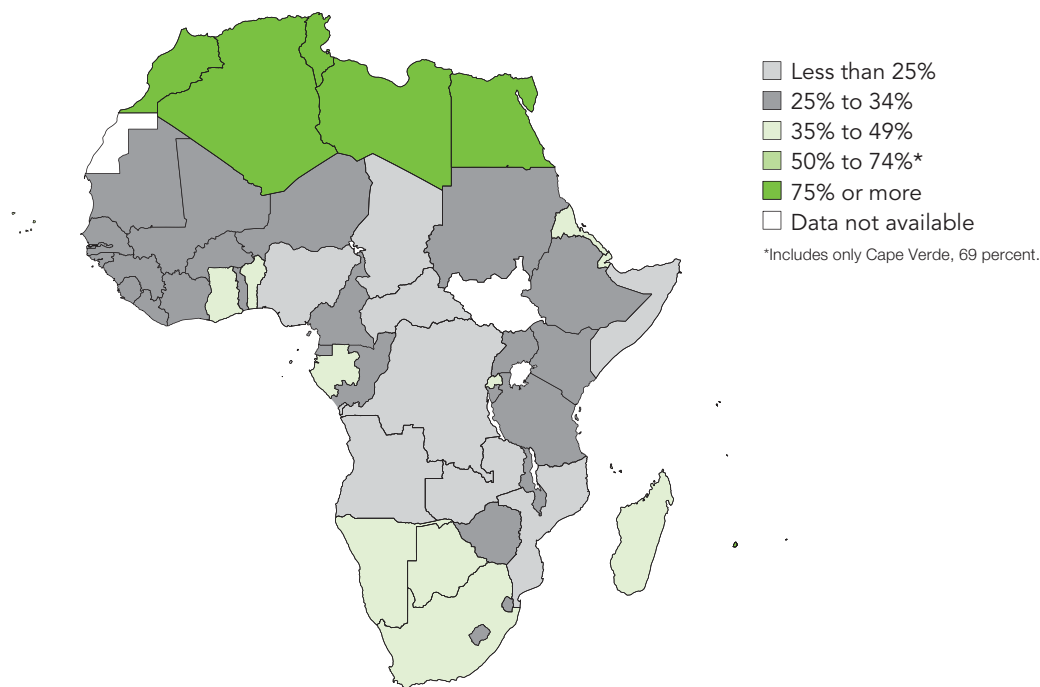 Less than 25%
25% to 34%
35% to 49%
50% to 74%*
75% or more
Data not available
*Includes only Cape Verde, 69 percent.